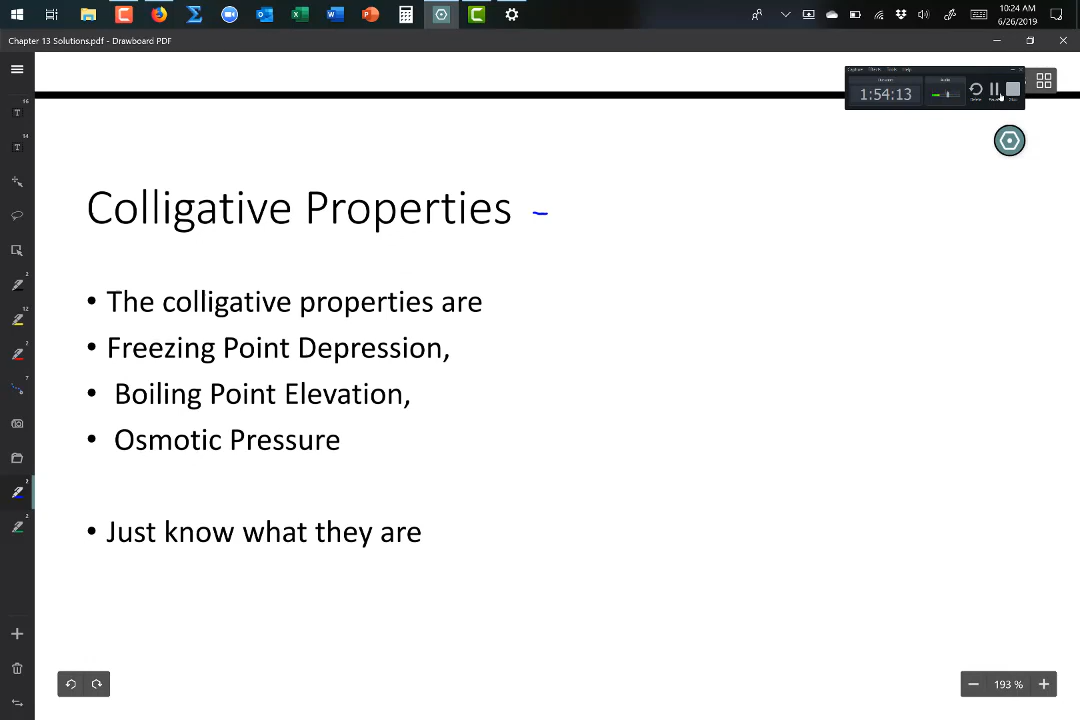 10:24 AM
6/26/2019
Chapter 13 Solutions.pdf - Drawboard PDF
1:54:13
Colligative Properties -
• The colligative properties are
• Freezing Point Depression,
• Boiling Point Elevation,
• Osmotic Pressure
• Just know what they are
193 %